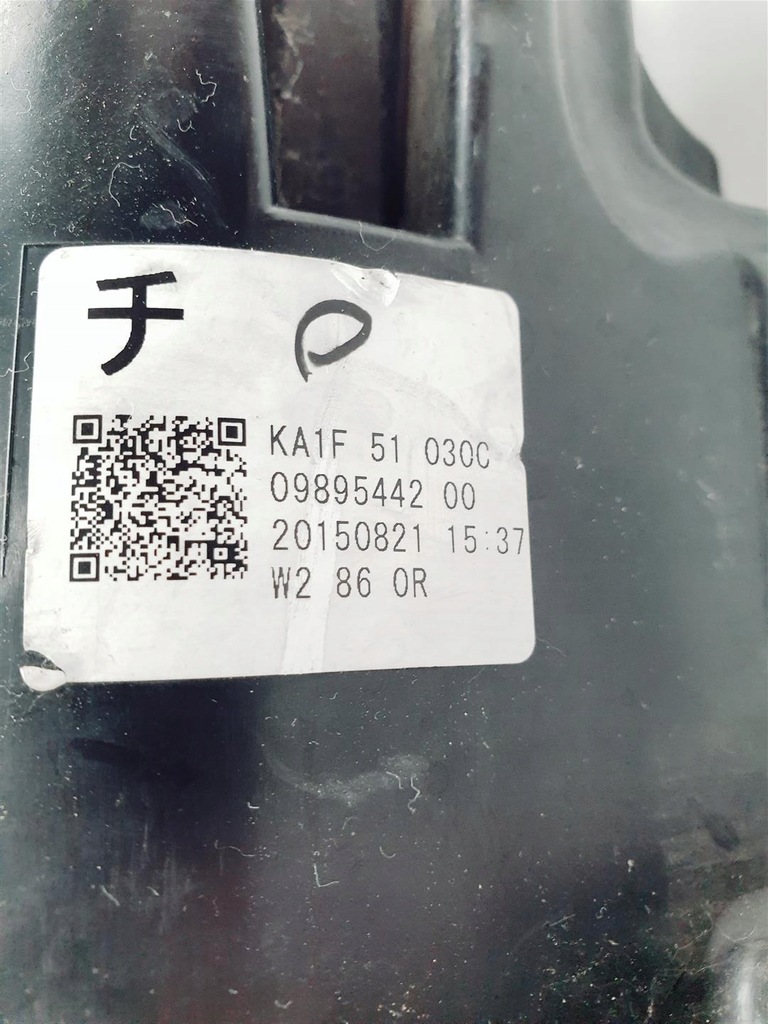 チ
KA1F 51 030C
09895442 00
20150821 15:37
W2 86 0R